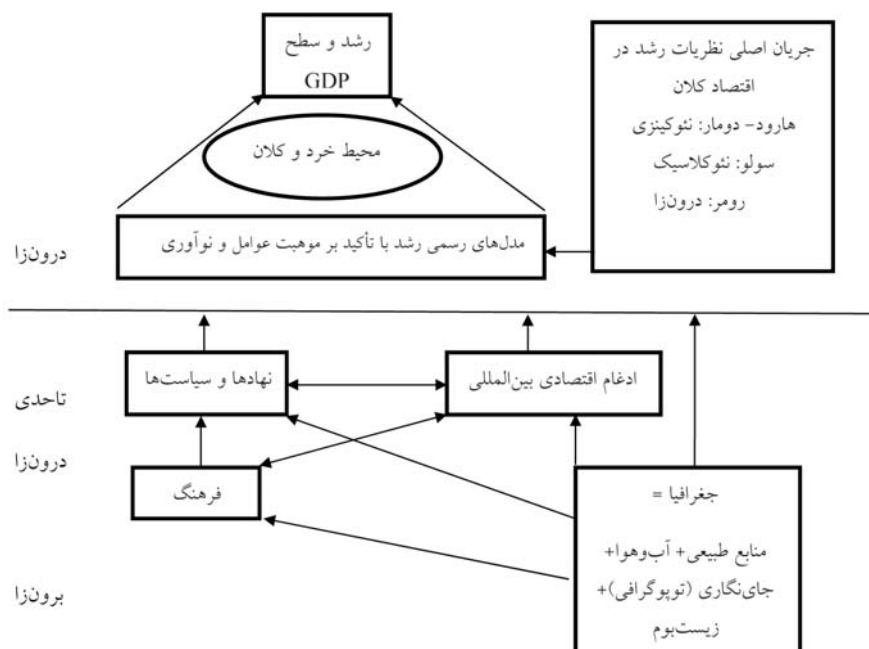 رشد و سطح
GDP
جریان اصلی نظریات رشد در
اقتصاد کلان
هارود- دومار: نئوکینزی
سولو: نئوکلاسیک
رومر: درون‌زا
محیط خرد و کلان
مدل‌های رسمی رشد با تأکید بر موهبت عوامل و نوآوری
درون‌زا
ادغام اقتصادی بین‌المللی
نهادها و سیاست‌ها
تاحدی
درون‌زا
فرهنگ
جغرافیا =
منابع طبیعی+ آب‌وهوا+
جای‌نگاری (توپوگرافی)+
زیست‌بوم
برون‌زا